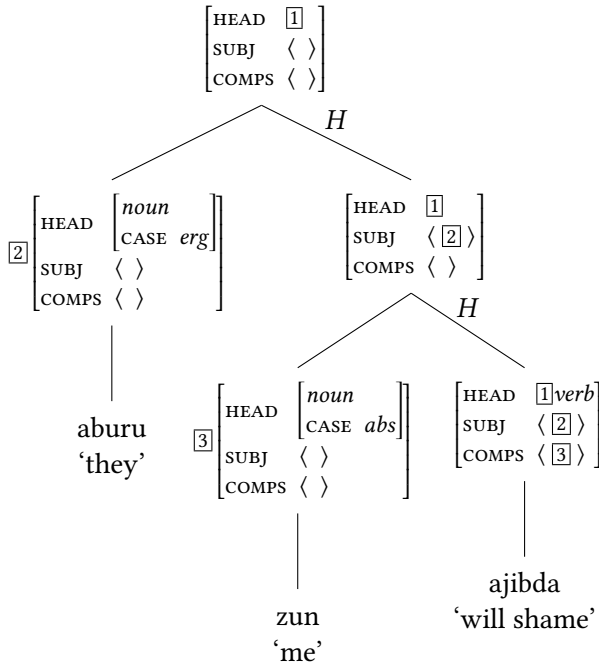 HEAD 1
SUBJ ⟨ ⟩
COMPS ⟨ ⟩
H
2
HEAD
noun
CASE erg
SUBJ ⟨ ⟩
COMPS ⟨ ⟩
HEAD 1
SUBJ ⟨ 2 ⟩
COMPS ⟨ ⟩
H
aburu
‘they’
3
HEAD
noun
CASE abs
SUBJ ⟨ ⟩
COMPS ⟨ ⟩
HEAD 1 verb
SUBJ ⟨ 2 ⟩
COMPS ⟨ 3 ⟩
zun
‘me’
ajibda
‘will shame’